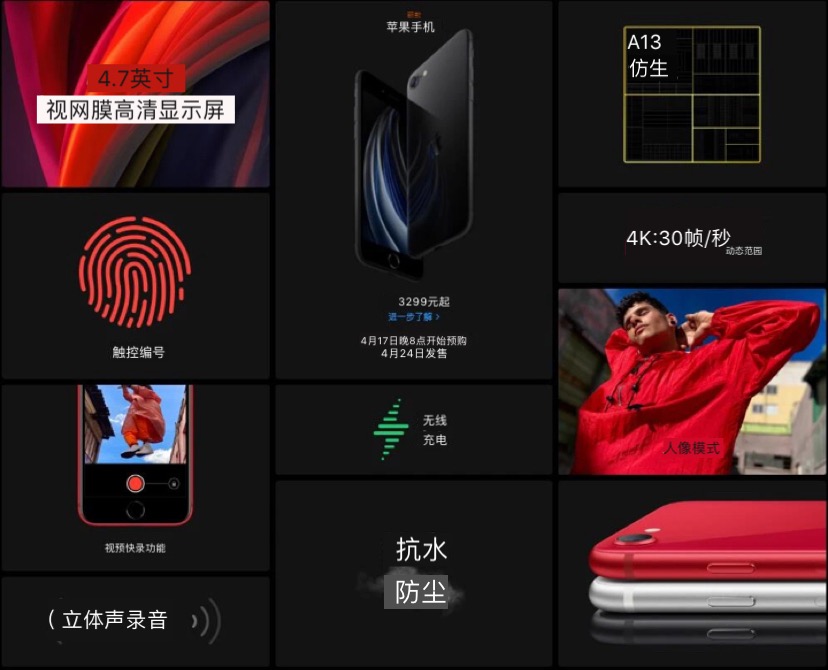 4.7英寸
视网膜高清显示屏
触控编号
视预快录功能
( 立体声录音
苹果手机
3299元起
进一步了解 >
4月17日晚8点开始预购
4月24日发售
无线
充电
抗水
防尘
A13
仿生
4K:30帧/秒
动态范园
人像模式